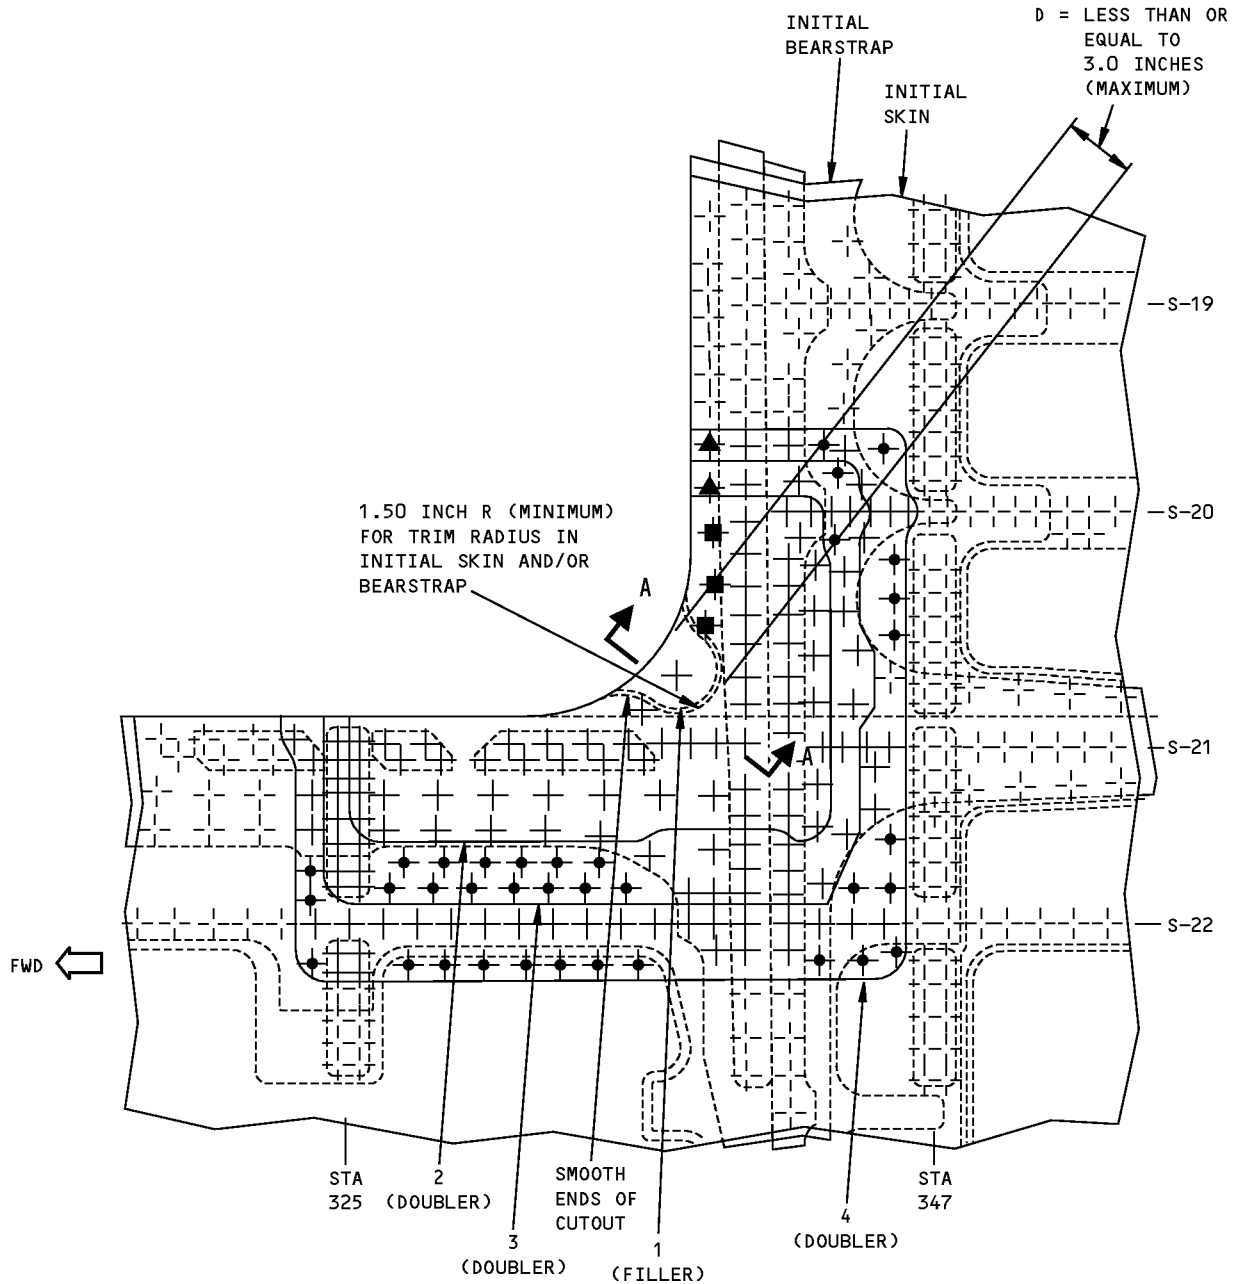 INITIAL
BEARSTRAP
D = LESS THAN OR
EQUAL TO
3.0 INCHES
(MAXIMUM)
INITIAL
SKIN
S-19
1.50 INCH R (MINIMUM)
FOR TRIM RADIUS IN
INITIAL SKIN AND/OR
BEARSTRAP
S-20
A
S-21
A
S-22
FWD
STA
325
2
(DOUBLER)
3
(DOUBLER)
SMOOTH
ENDS OF
CUTOUT
1
(FILLER)
4
(DOUBLER)
STA
347